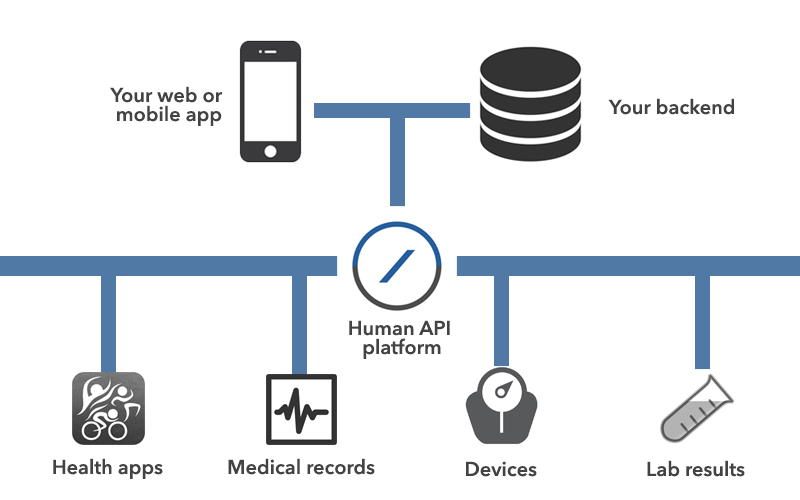 Your web or
mobile app
Your backend
Human API
platform
Health apps
Medical records
Devices
Lab results